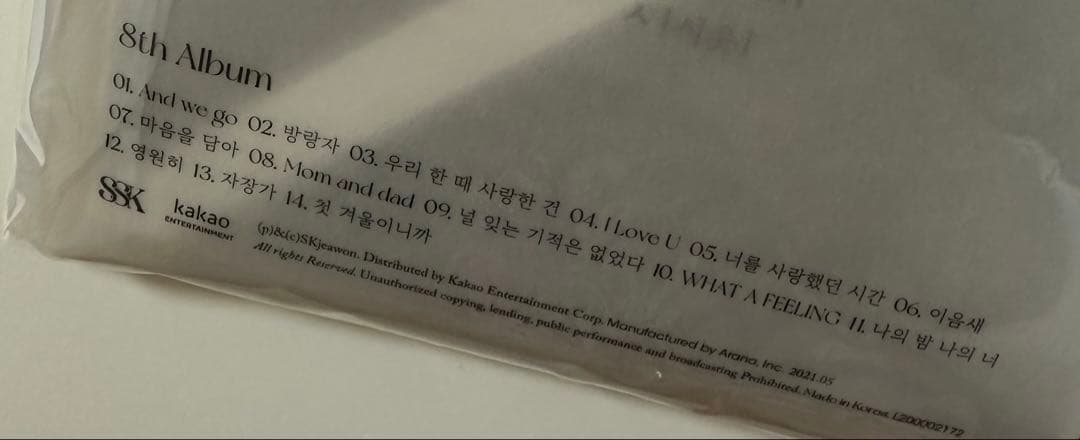 8th Album
01. And we go 02. 방랑자 03. 우리 한 때 사랑한 건 04. I Love U 05. 너를 사랑했던 시간 06. 이음새
07. 마음을 담아 08. Mom and dad 09. 널 잊는 기적은 없었다 10. WHAT A FEELING 11. 나의 밤 나의 너
12. 영원히 13. 자장가 14. 첫 겨울이니까
SSK
kakao
ENTERTAINMENT
(p)&(c)SKjeawon. Distributed by Kakao Entertainment Corp. Manufactured by Arana, Inc. 2021.05
All rights Reserved. Unauthorized copying, lending, public performance and broadcasting Prohibited. Made in Korea. L200002172